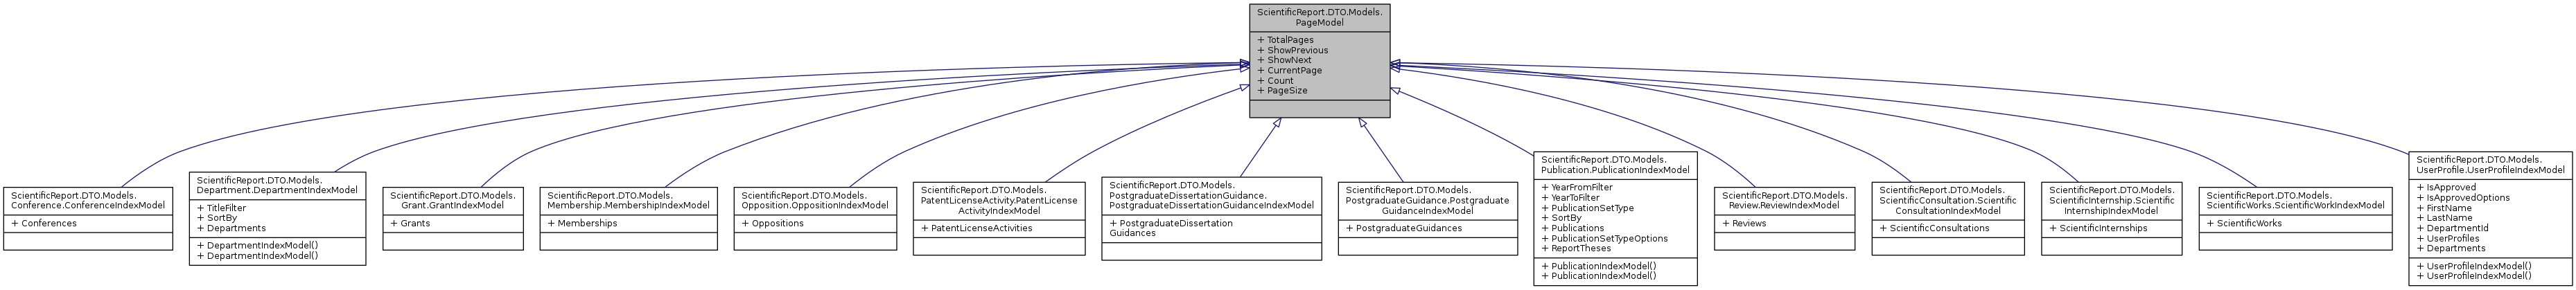 ScientificReport.DTO.Models.
PageModel
+ TotalPages
+ ShowPrevious
+ ShowNext
+ CurrentPage
+ Count
+ PageSize
ScientificReport.DTO.Models.
Conference.ConferenceIndexModel
+ Conferences
ScientificReport.DTO.Models.
Department.DepartmentIndexModel
+ TitleFilter
+ SortBy
+ Departments
+ DepartmentIndexModel()
+ DepartmentIndexModel()
ScientificReport.DTO.Models.
Grant.GrantIndexModel
+ Grants
ScientificReport.DTO.Models.
Membership.MembershipIndexModel
+ Memberships
ScientificReport.DTO.Models.
Opposition.OppositionIndexModel
+ Oppositions
ScientificReport.DTO.Models.
PatentLicenseActivity.PatentLicense
ActivityIndexModel
+ PatentLicenseActivities
ScientificReport.DTO.Models.
PostgraduateDissertationGuidance.
PostgraduateDissertationGuidanceIndexModel
+ PostgraduateDissertation
Guidances
ScientificReport.DTO.Models.
PostgraduateGuidance.Postgraduate
GuidanceIndexModel
+ PostgraduateGuidances
ScientificReport.DTO.Models.
Publication.PublicationIndexModel
+ YearFromFilter
+ YearToFilter
+ PublicationSetType
+ SortBy
+ Publications
+ PublicationSetTypeOptions
+ ReportTheses
+ PublicationIndexModel()
+ PublicationIndexModel()
ScientificReport.DTO.Models.
Review.ReviewIndexModel
+ Reviews
ScientificReport.DTO.Models.
ScientificConsultation.Scientific
ConsultationIndexModel
+ ScientificConsultations
ScientificReport.DTO.Models.
ScientificInternship.Scientific
InternshipIndexModel
+ ScientificInternships
ScientificReport.DTO.Models.
ScientificWorks.ScientificWorkIndexModel
+ ScientificWorks
ScientificReport.DTO.Models.
UserProfile.UserProfileIndexModel
+ IsApproved
+ IsApprovedOptions
+ FirstName
+ LastName
+ DepartmentId
+ UserProfiles
+ Departments
+ UserProfileIndexModel()
+ UserProfileIndexModel()